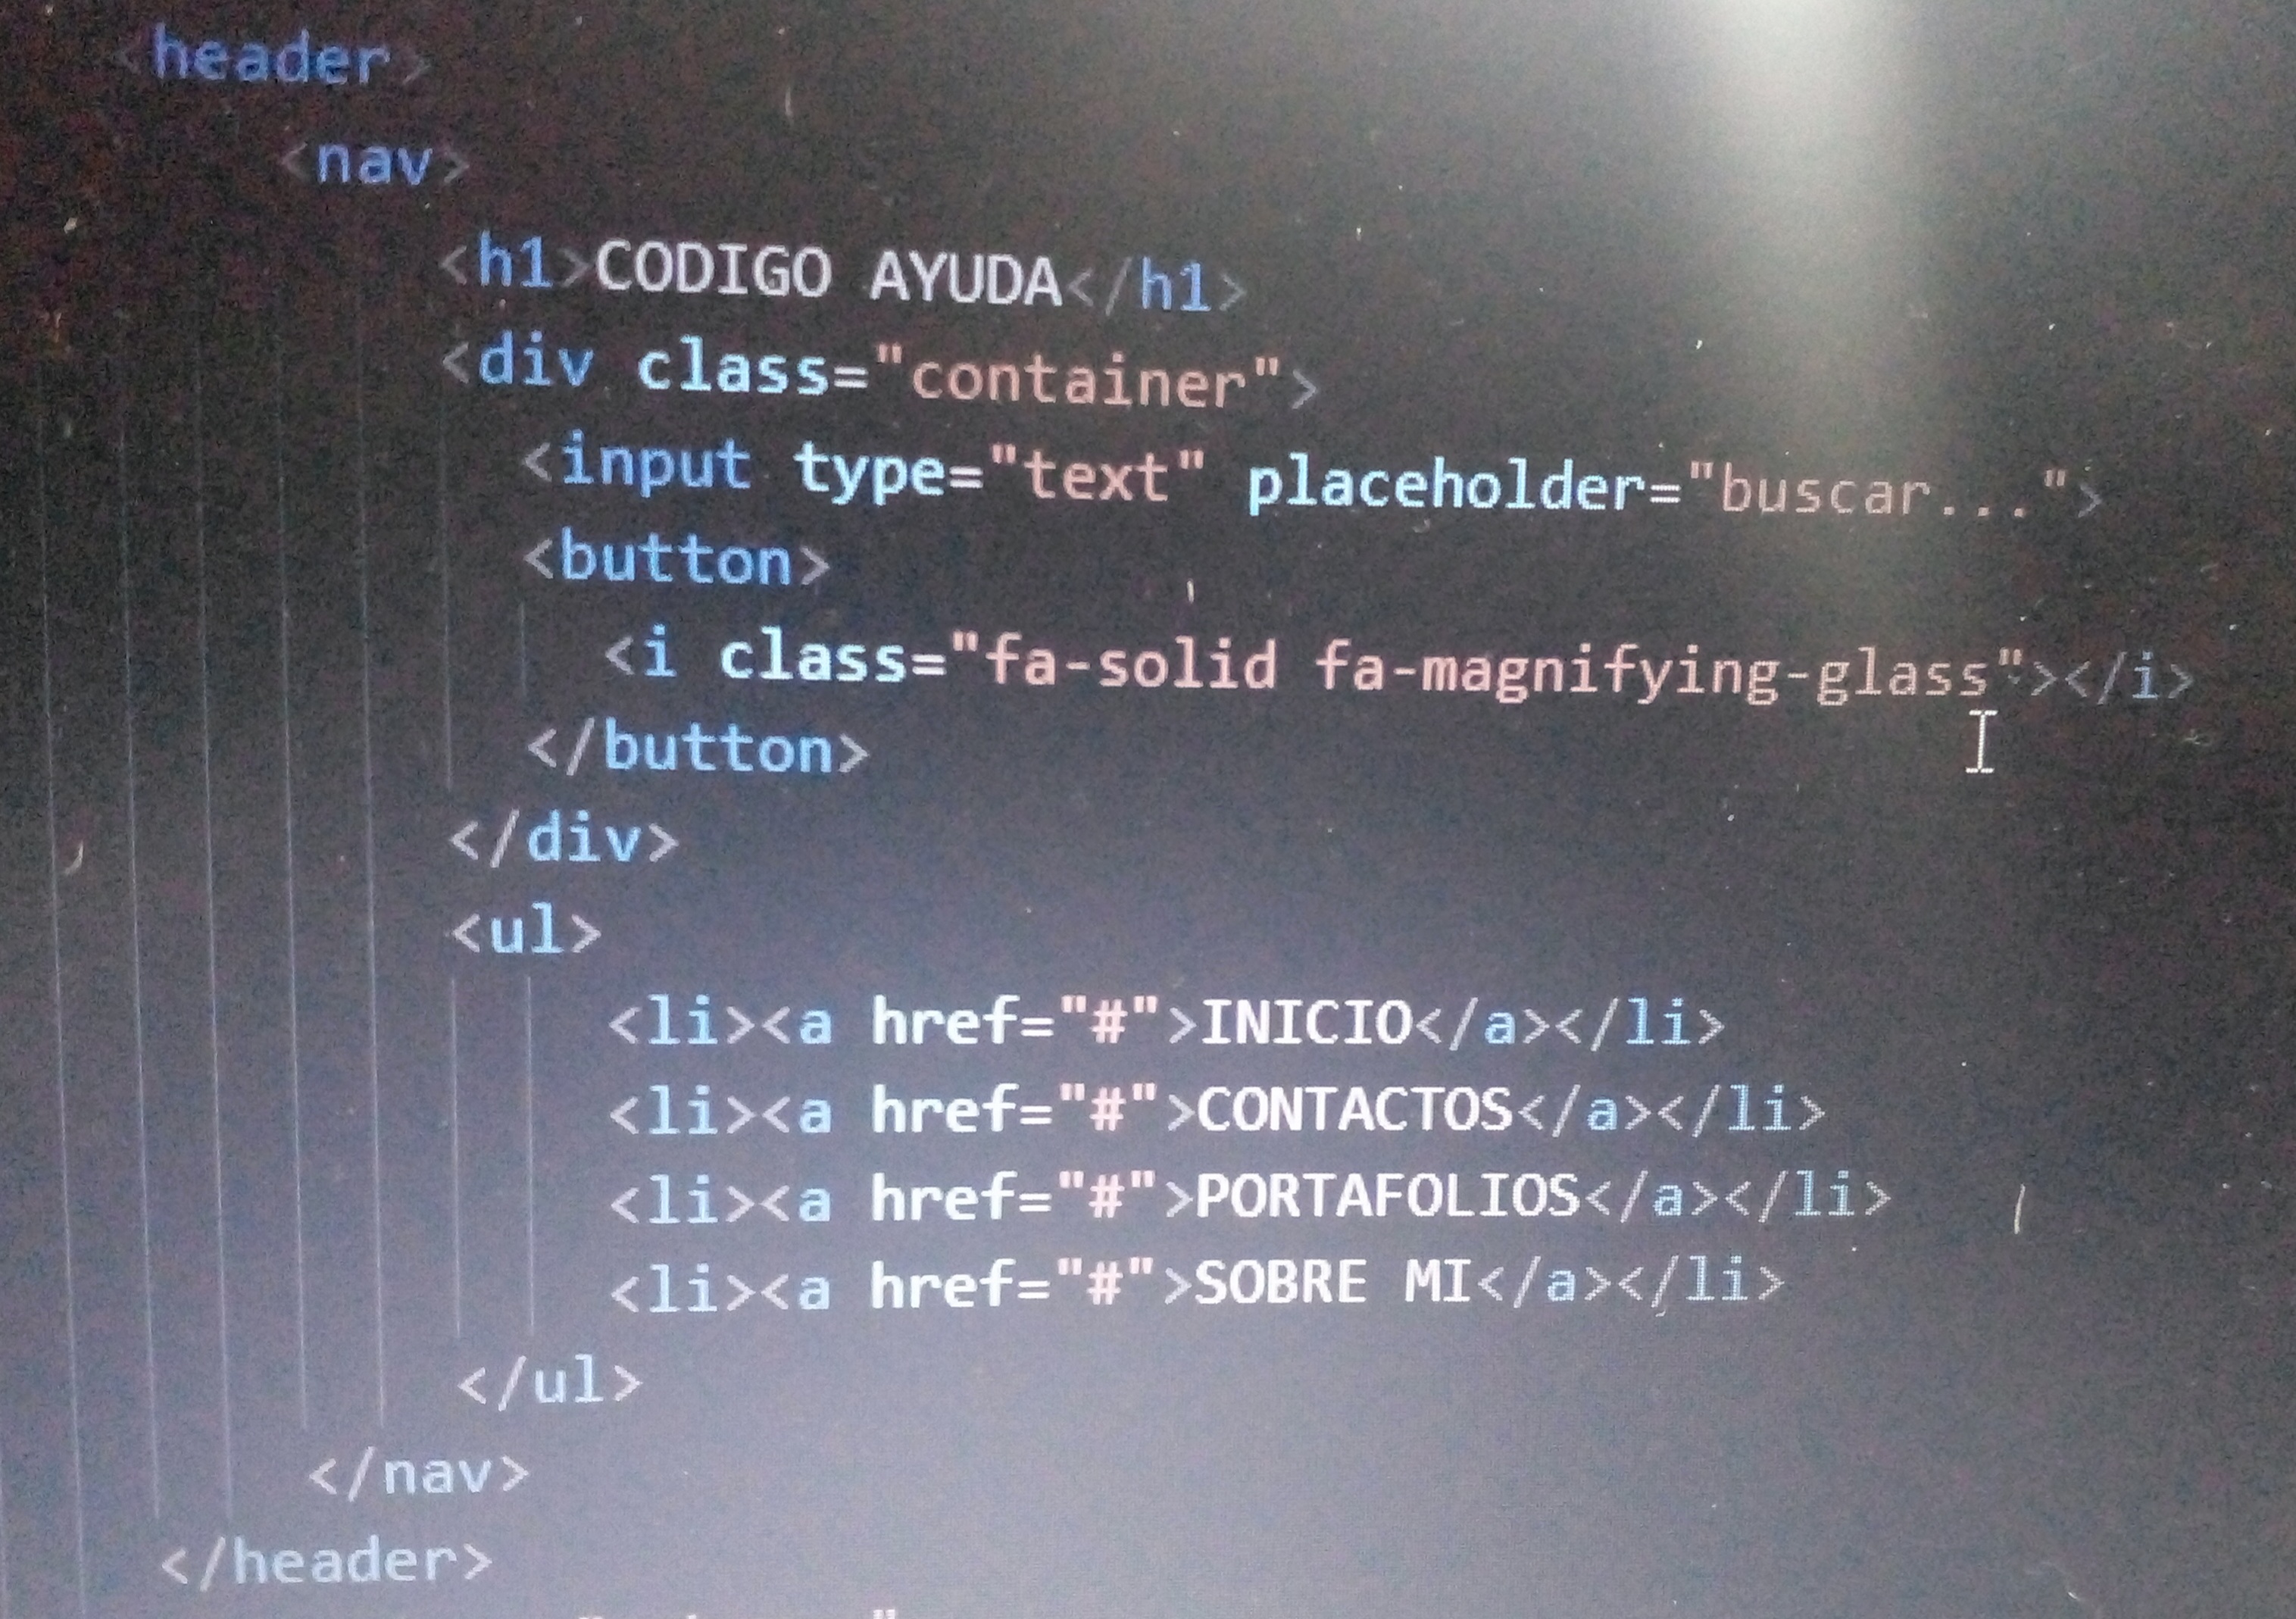 <header>
<nav>
<h1>CODIGO AYUDA</h1>
<div class="container">
<input type="text" placeholder="buscar...">
<button>
<i class="fa-solid fa-magnifying-glass"></i>
</button>
</div>
<ul>
<li><a href="#">INICIO</a></li>
<li><a href="#">CONTACTOS</a></li>
<li><a href="#">PORTAFOLIOS</a></li>
<li><a href="#">SOBRE MI</a></li>
</ul>
</nav>
</header>